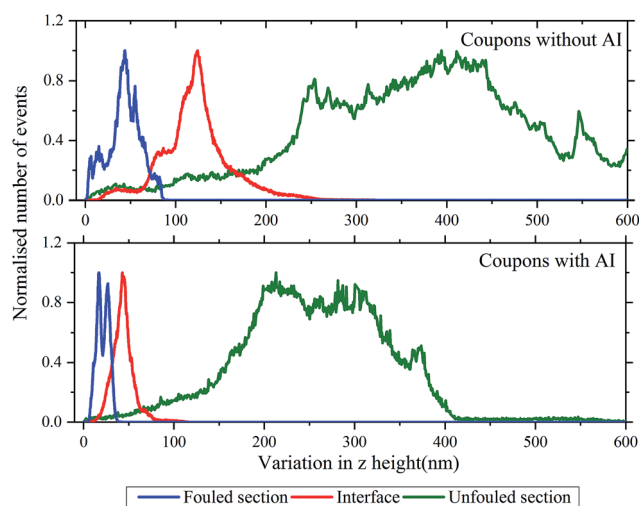 1.2
Coupons without AI
0.8
0.4
0.0
0 100 200 300 400 500 600
Normalised number of events
1.2
Coupons with AI
0.8
0.4
0.0
0 100 200 300 400 500 600
Variation in z height(nm)
Fouled section Interface Unfouled section